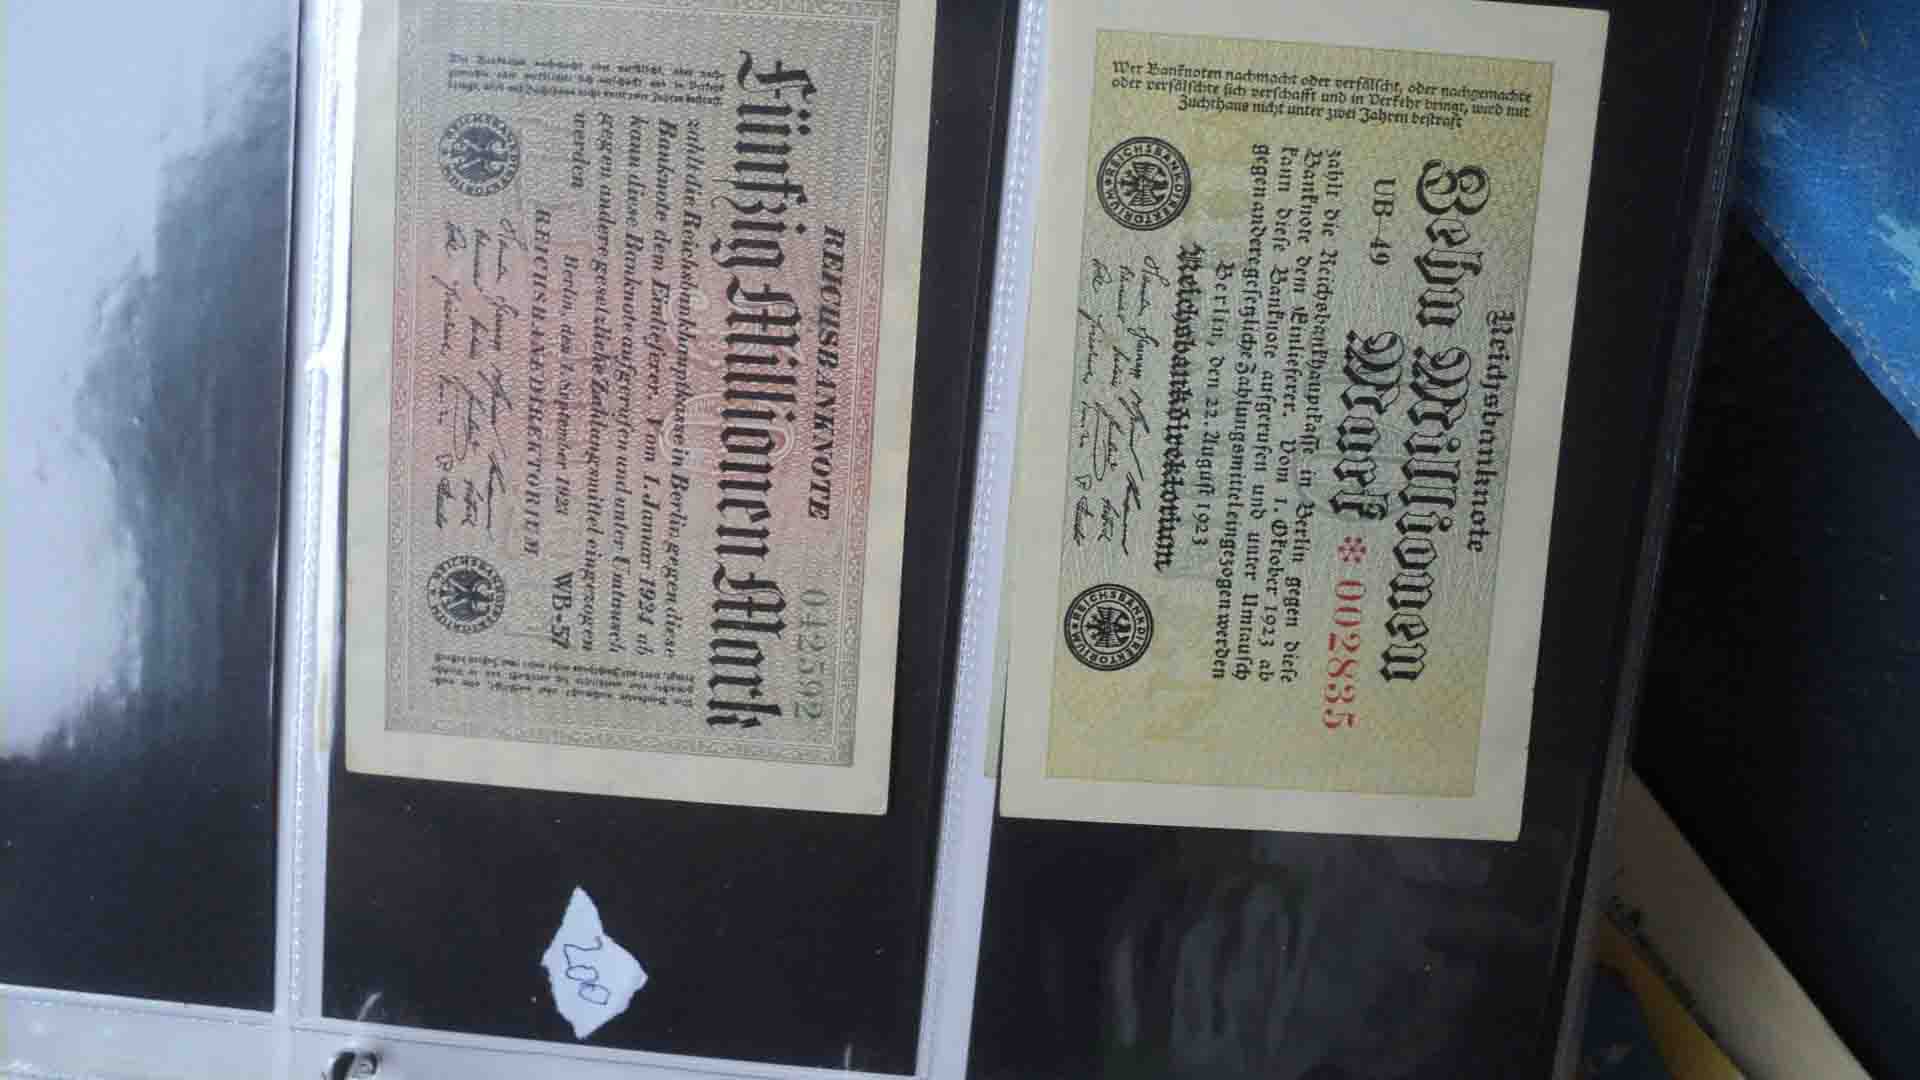 REICHSBANKNOTE
0425592
Fünfzig Millionen Mark
zahlt die Reichsbankhauptkasse in Berlin gegen diese
Banknote dem Einlieferer. Vom 1. Januar 1924 ab
kann diese Banknote aufgerufen und unter Umtausch
gegen andere gesetzliche Zahlungsmittel eingezogen
werden
Berlin, den 1. September 1923
WB-57
REICHSBANKDIREKTORIUM
REICHSBANKDIREKTORIUM
REICHSBANKDIREKTORIUM
200
Reichsbanknote
Zehn Millionen
Mark
UB-49
* 002835
zahlt die Reichsbankhauptkasse in Berlin gegen diese
Banknote dem Einlieferer. Vom 1. Oktober 1923 ab
kann diese Banknote aufgerufen und unter Umtausch
gegen andere gesetzliche Zahlungsmittel eingezogen werden
Berlin, den 22. August 1923
Reichsbankdirektorium
REICHSBANKDIREKTORIUM
REICHSBANKDIREKTORIUM
Wer Banknoten nachmacht oder verfälscht, oder nachgemachte
oder verfälschte sich verschafft und in Verkehr bringt, wird mit
Zuchthaus nicht unter zwei Jahren bestraft